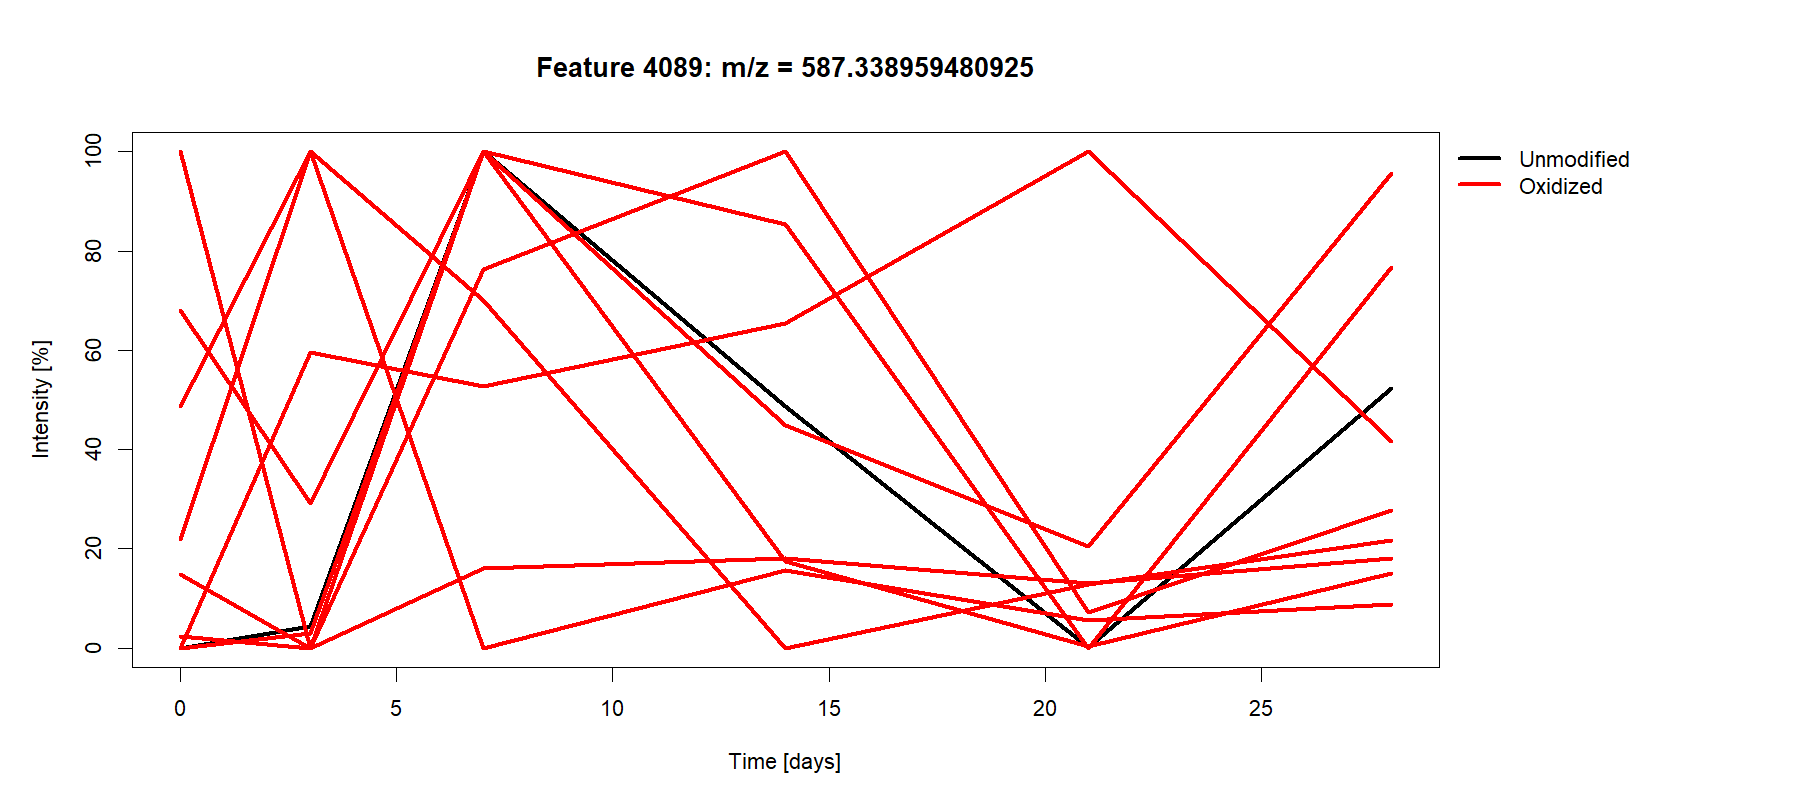 Feature 4089: m/z = 587.338959480925
Unmodified
Oxidized
100
80
60
40
20
0
Intensity [%]
0 5 10 15 20 25
Time [days]